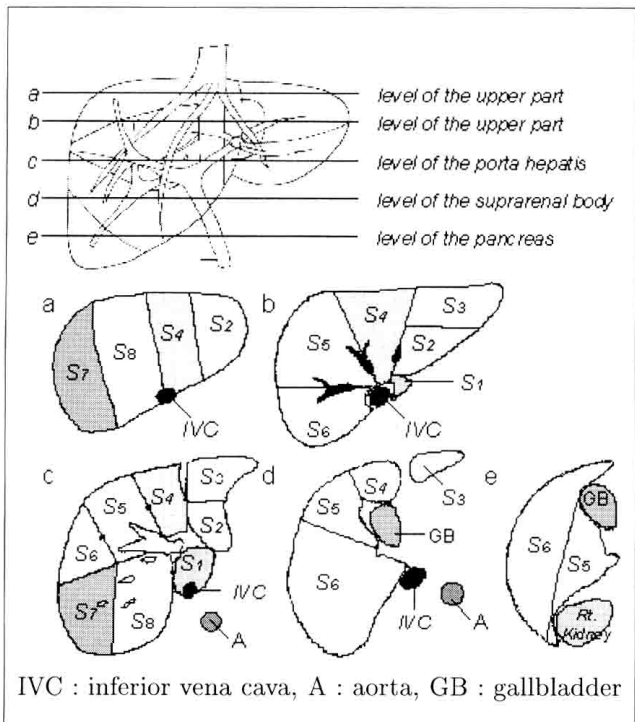 a level of the upper part
b level of the upper part
c level of the porta hepatis
d level of the suprarenal body
e level of the pancreas
a
S7
S8
S4
S2
IVC
b
S5
S4
S3
S2
S1
S6
IVC
c
S6
S5
S4
S3
S2
S1
S7
S8
IVC
A
d
S5
S4
S3
GB
S6
IVC
A
e
GB
S6
S5
Rt.
Kidney
IVC : inferior vena cava, A : aorta, GB : gallbladder